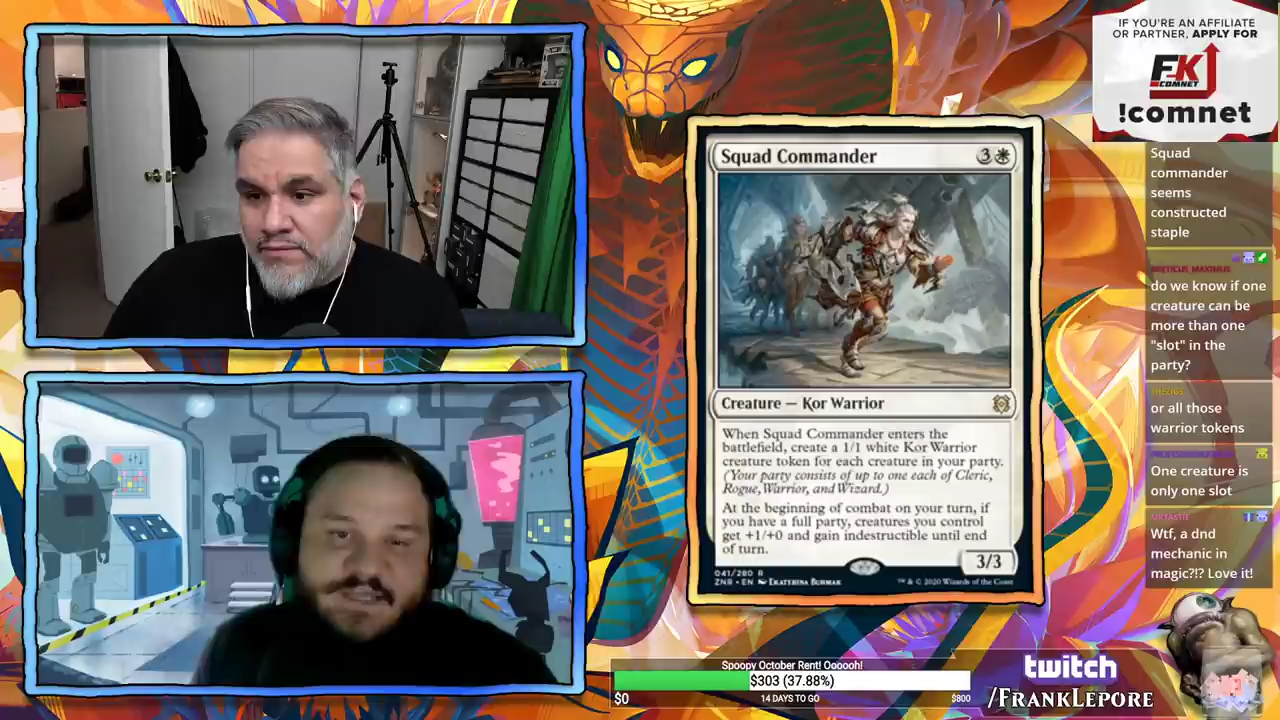 IF YOU'RE AN AFFILIATE
OR PARTNER, APPLY FOR
FK
COMNET
!comnet
Squad Commander
3
Creature — Kor Warrior
When Squad Commander enters the
battlefield, create a 1/1 white Kor Warrior
creature token for each creature in your party.
(Your party consists of up to one each of Cleric,
Rogue, Warrior, and Wizard.)
At the beginning of combat on your turn, if
you have a full party, creatures you control
get +1/+0 and gain indestructible until end
of turn.
3/3
041/280 R
ZNR • EN EKATERINA BURMAK
™ & © 2020 Wizards of the Coast
Squad
commander
seems
constructed
staple
do we know if one
creature can be
more than one
"slot" in the
party?
or all those
warrior tokens
One creature is
only one slot
Wtf, a dnd
mechanic in
magic?!? Love it!
Spoopy October Rent! Oooooh!
$303 (37.88%)
$0
14 DAYS TO GO
$800
twitch
/FRANKLEPORE